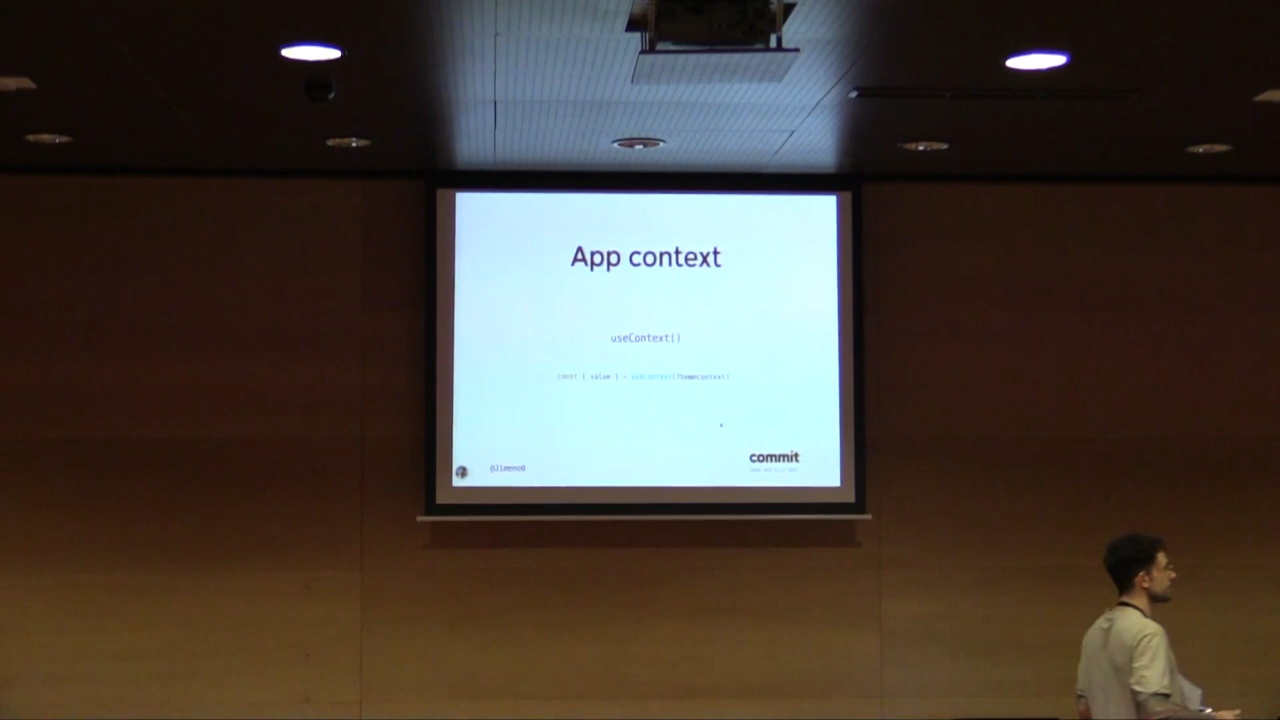 App context
useContext()
const { value } = useContext(ThemeContext)
@Jimeno0
commit